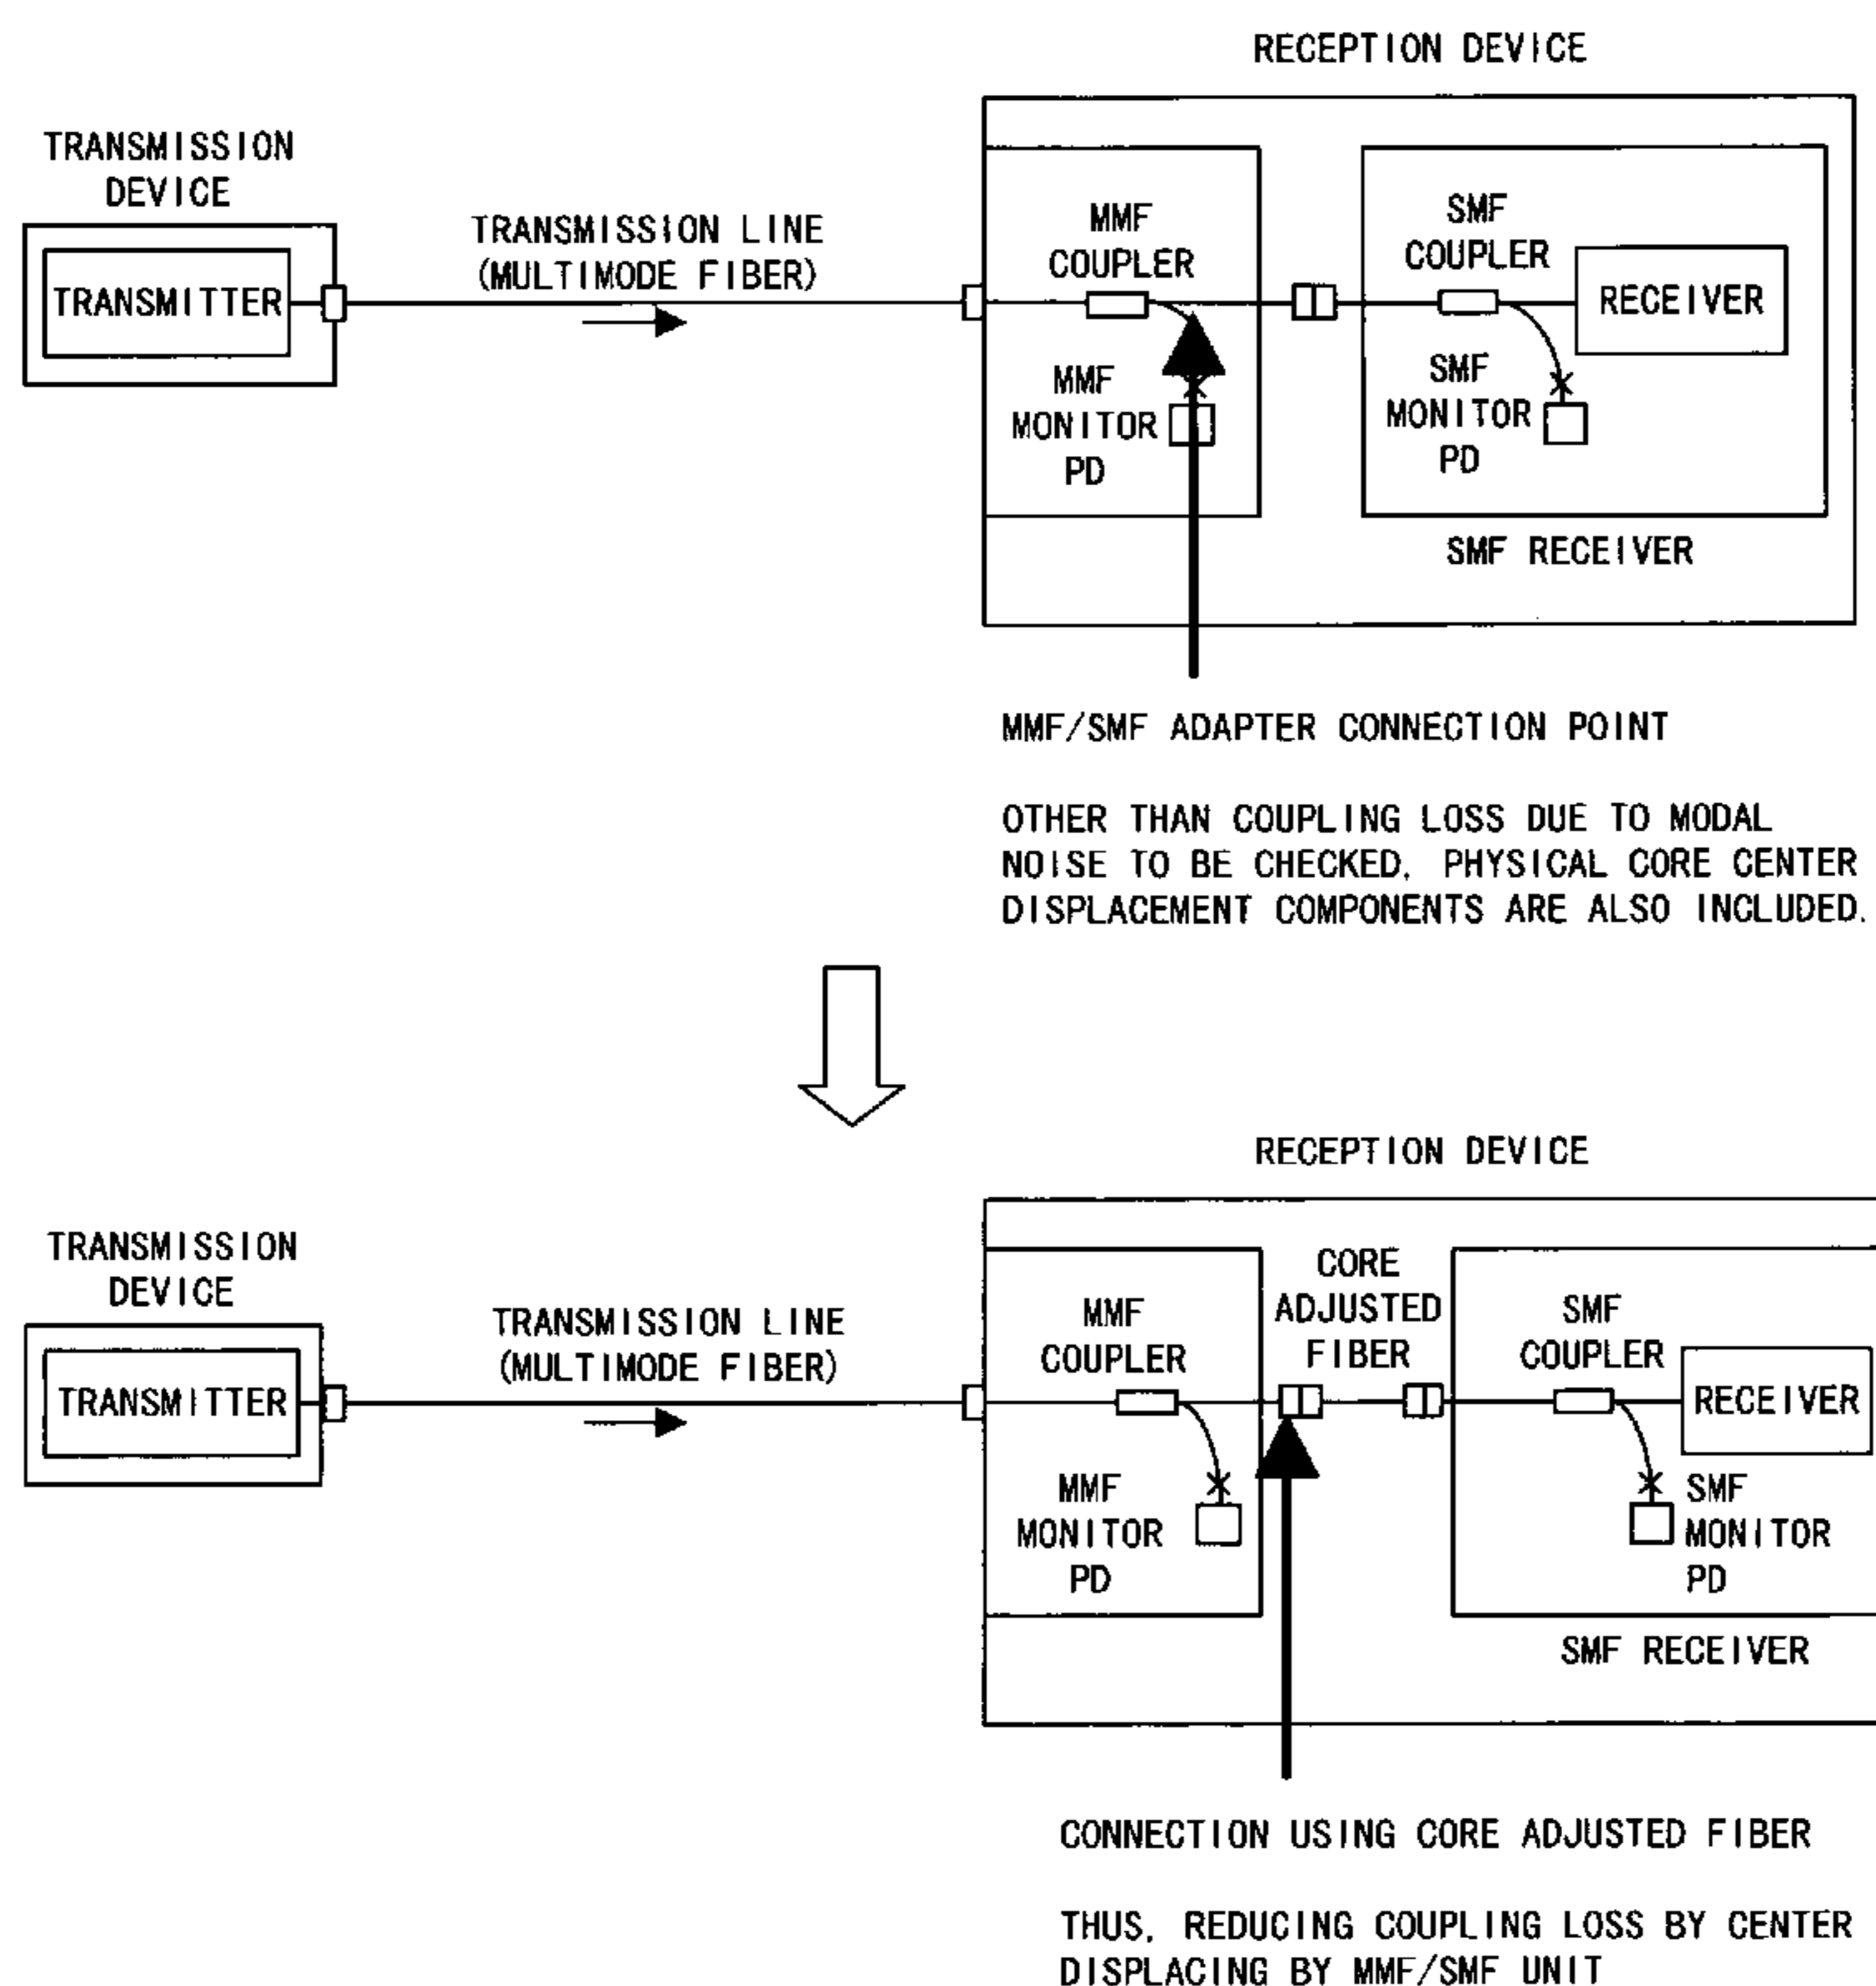 RECEPTION DEVICE
TRANSMISSION
DEVICE
TRANSMITTER
TRANSMISSION LINE
(MULTIMODE FIBER)
MMF
COUPLER
MMF
MONITOR
PD
SMF
COUPLER
RECEIVER
SMF
MONITOR
PD
SMF RECEIVER
MMF/SMF ADAPTER CONNECTION POINT
OTHER THAN COUPLING LOSS DUE TO MODAL
NOISE TO BE CHECKED, PHYSICAL CORE CENTER
DISPLACEMENT COMPONENTS ARE ALSO INCLUDED.
RECEPTION DEVICE
TRANSMISSION
DEVICE
TRANSMITTER
TRANSMISSION LINE
(MULTIMODE FIBER)
MMF
COUPLER
MMF
MONITOR
PD
CORE
ADJUSTED
FIBER
SMF
COUPLER
RECEIVER
SMF
MONITOR
PD
SMF RECEIVER
CONNECTION USING CORE ADJUSTED FIBER
THUS, REDUCING COUPLING LOSS BY CENTER
DISPLACING BY MMF/SMF UNIT